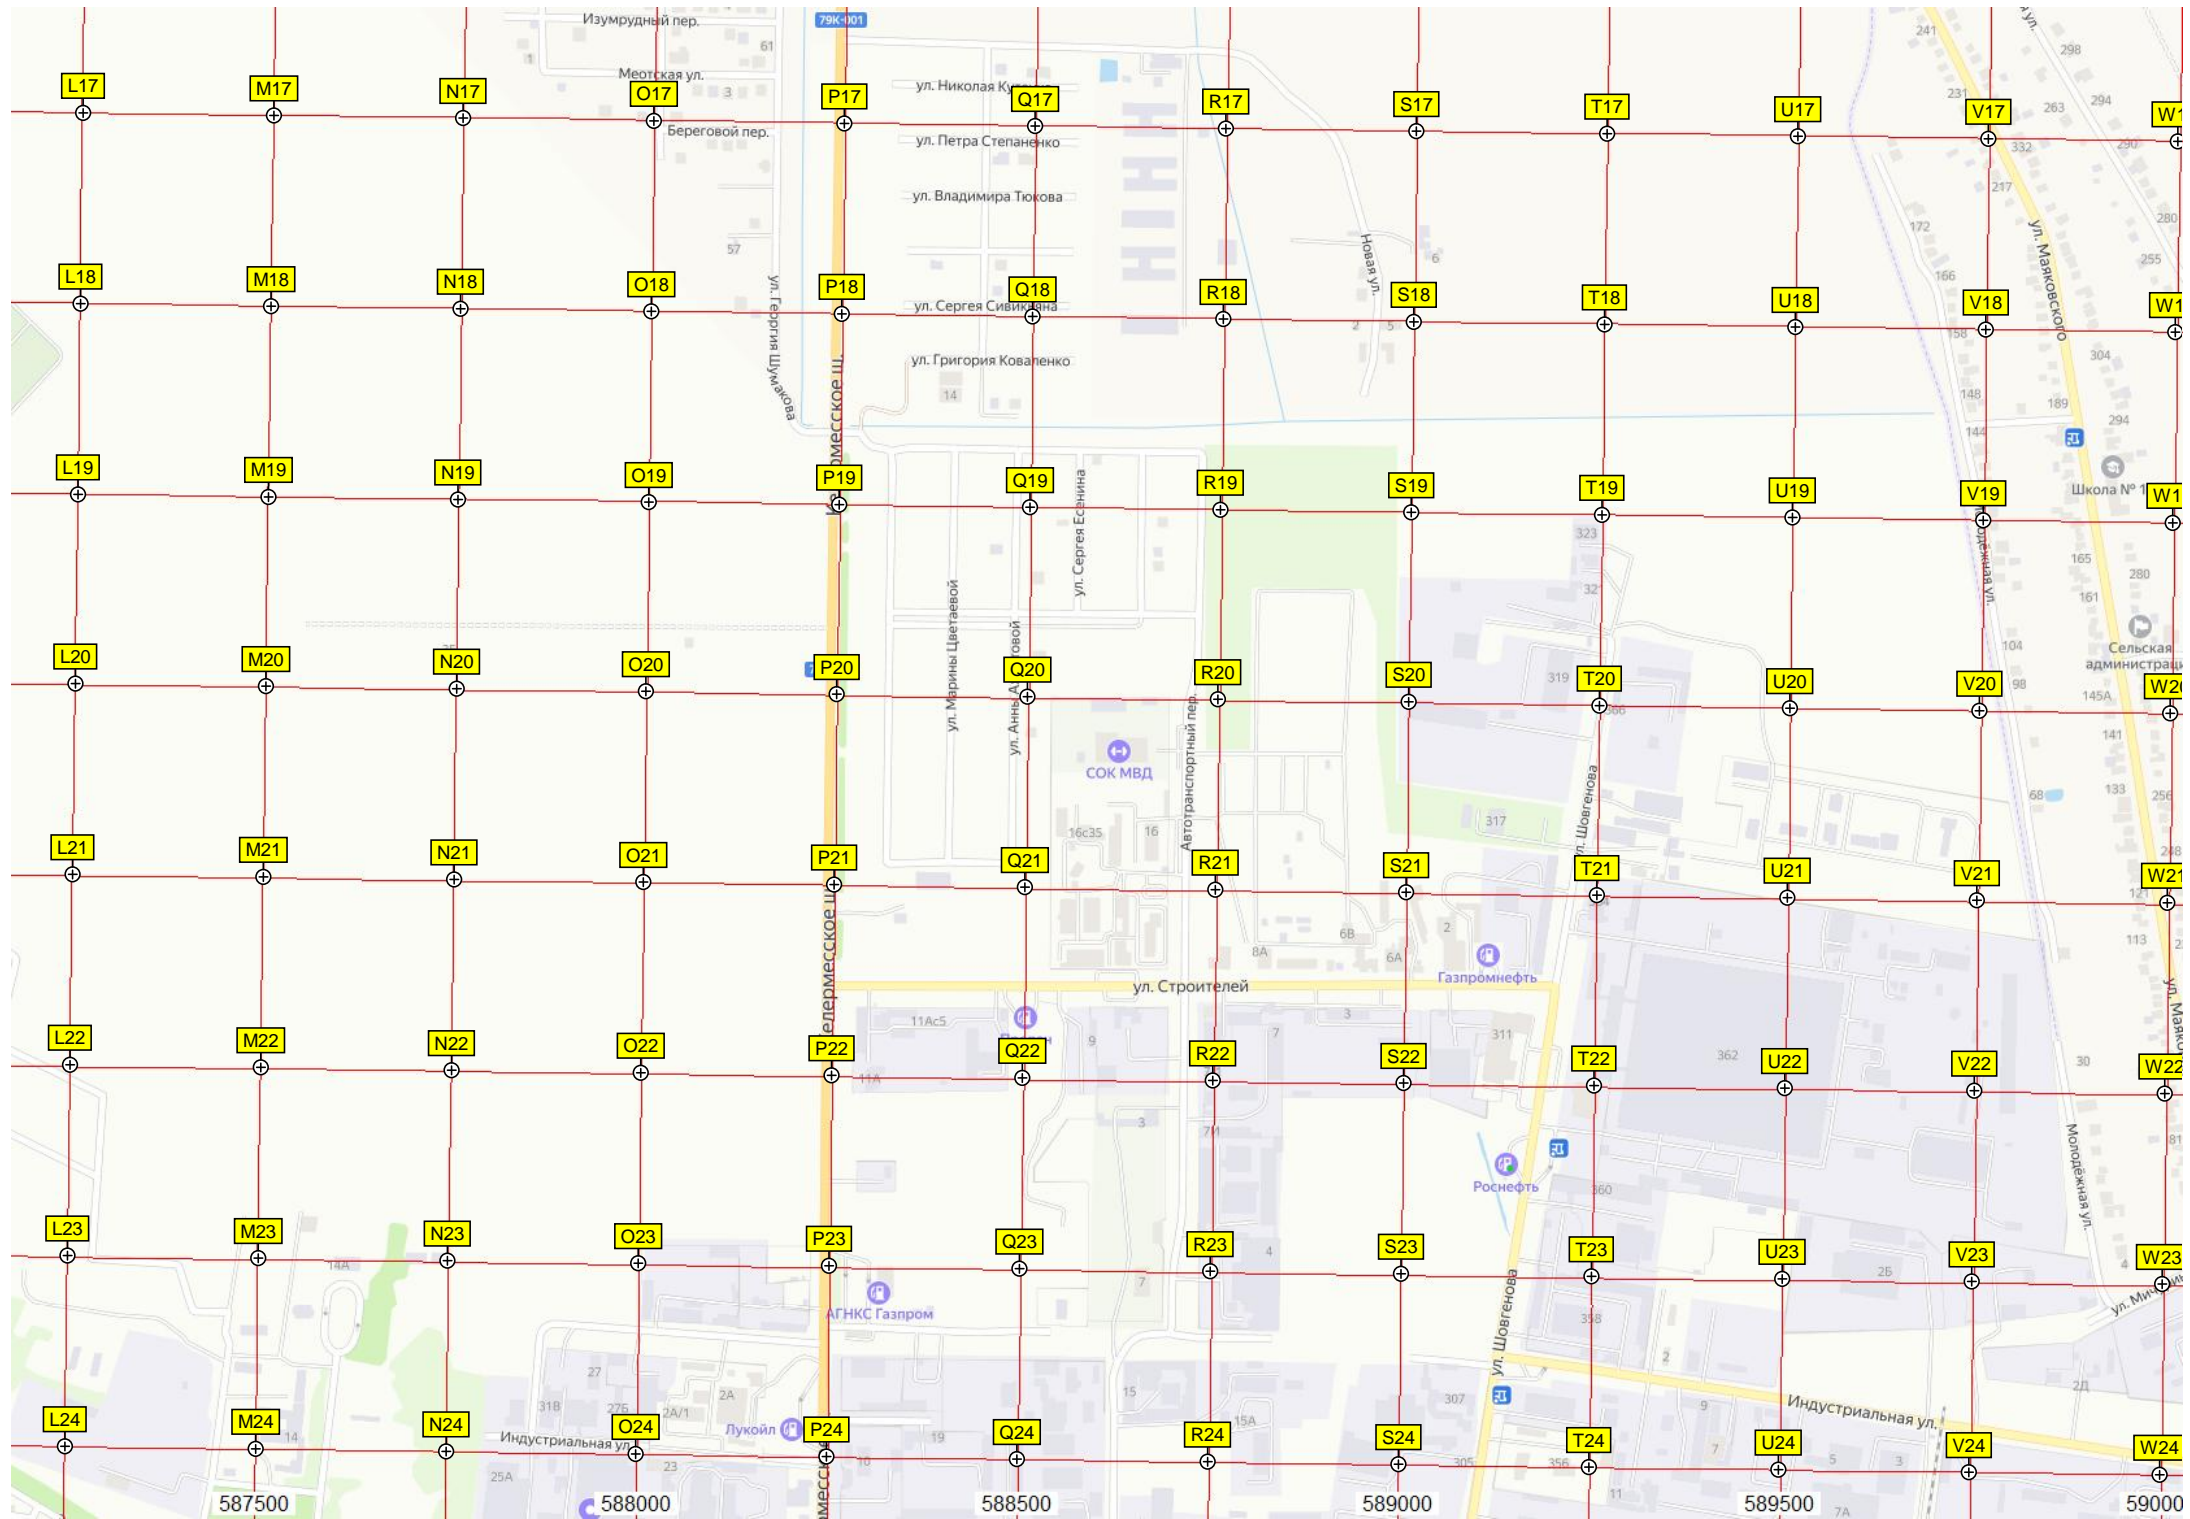 Изумрудный пер.
79К-001
241
298
61
1
Меотская ул.
3
L17
M17
N17
O17
P17
ул. Николая
Q17
R17
S17
T17
U17
V17
231
263
294
Береговой пер.
ул. Петра Степаненко
332
290
217
ул. Владимира Тюкова
172
280
57
Новая ул.
6
ул. Маяковского
255
166
L18
M18
N18
O18
P18
Q18
R18
S18
T18
U18
V18
ул. Георгия Шумакова
2
5
158
ул. Григория Коваленко
304
14
148
189
294
144
L19
M19
N19
O19
P19
Q19
R19
S19
T19
U19
V19
Школа № 1
ул. Сергея Есенина
323
165
280
161
ул. Марины Цветаевой
104
Сельская
L20
M20
N20
O20
P20
Q20
R20
S20
319
T20
U20
V20
98
145А
141
СОК МВД
Автотранспортный пер.
ул. Шовгенова
68
133
256
16с35
16
317
L21
M21
N21
O21
P21
Q21
R21
S21
T21
U21
V21
W21
248
6В
2
113
8А
6А
Газпромнефть
ул. Строителей
11Ас5
9
7
3
311
362
30
L22
M22
N22
O22
P22
Q22
R22
S22
T22
U22
V22
W22
11А
3
7И
Молодёжная ул.
81
Роснефть
360
L23
M23
N23
O23
P23
Q23
R23
S23
T23
U23
V23
W23
14А
4
7
2Б
4
АГНКС Газпром
358
ул. Шовгенова
27
2
31В
2А
15
307
2Д
27Б
2А/1
Индустриальная ул.
9
L24
M24
N24
O24
P24
Q24
R24
S24
T24
U24
V24
W24
14
Индустриальная ул.
Лукойл
19
15А
7
5
3
25А
23
10
305
356
11
7А
587500
588000
588500
589000
589500
59000